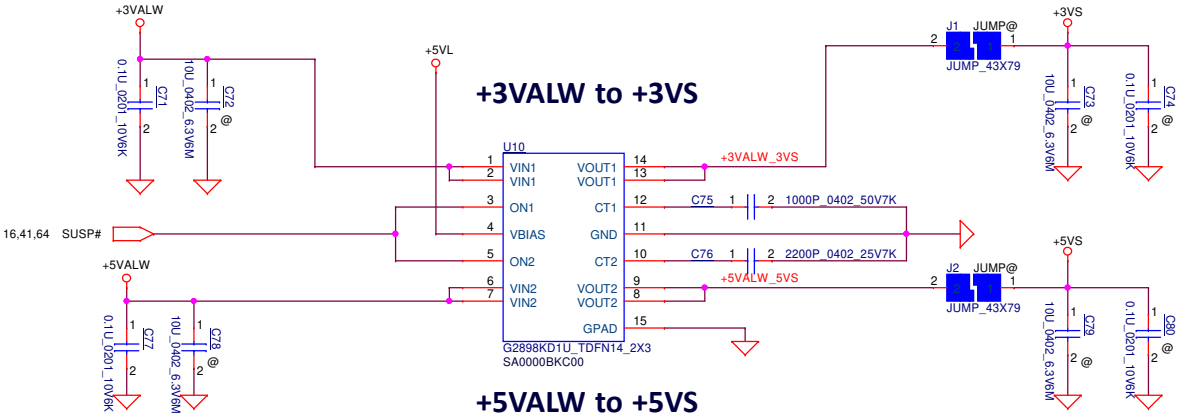 +3VALW
+5VL
J1 JUMP@
+3VS
2 2 1 1
JUMP_43X79
0.1U_0201_10V6K
1
C71
2
10U_0402_6.3V6M
1
C72
2
@
+3VALW to +3VS
10U_0402_6.3V6M
1
C73
2
@
0.1U_0201_10V6K
1
C74
2
@
U10
1 VIN1 VOUT1 14 +3VALW_3VS
2 VIN1 VOUT1 13
3 ON1 CT1 12 C75 1 2 1000P_0402_50V7K
16,41,64 SUSP# 4 VBIAS GND 11
5 ON2 CT2 10 C76 1 2 2200P_0402_25V7K
+5VALW
6 VIN2 VOUT2 9 +5VALW_5VS
7 VIN2 VOUT2 8
GPAD 15
G2898KD1U_TDFN14_2X3
SA0000BKC00
J2 JUMP@
+5VS
2 2 1 1
JUMP_43X79
0.1U_0201_10V6K
1
C77
2
10U_0402_6.3V6M
1
C78
2
@
10U_0402_6.3V6M
1
C79
2
@
0.1U_0201_10V6K
1
C80
2
@
+5VALW to +5VS